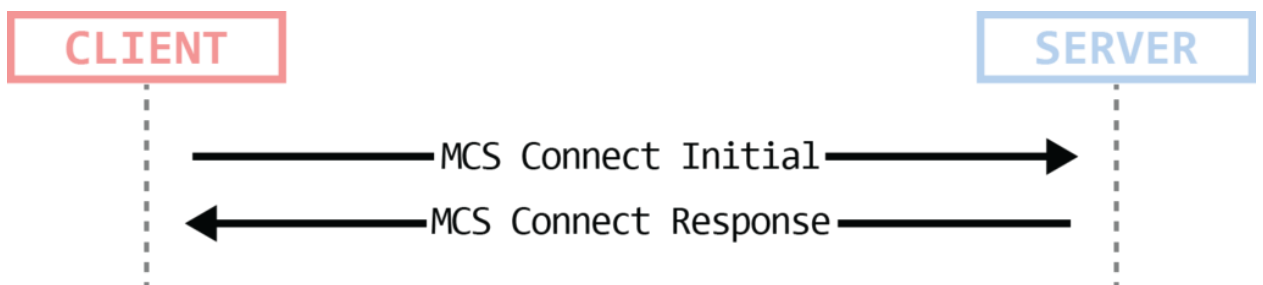 CLIENT
SERVER
MCS Connect Initial
MCS Connect Response